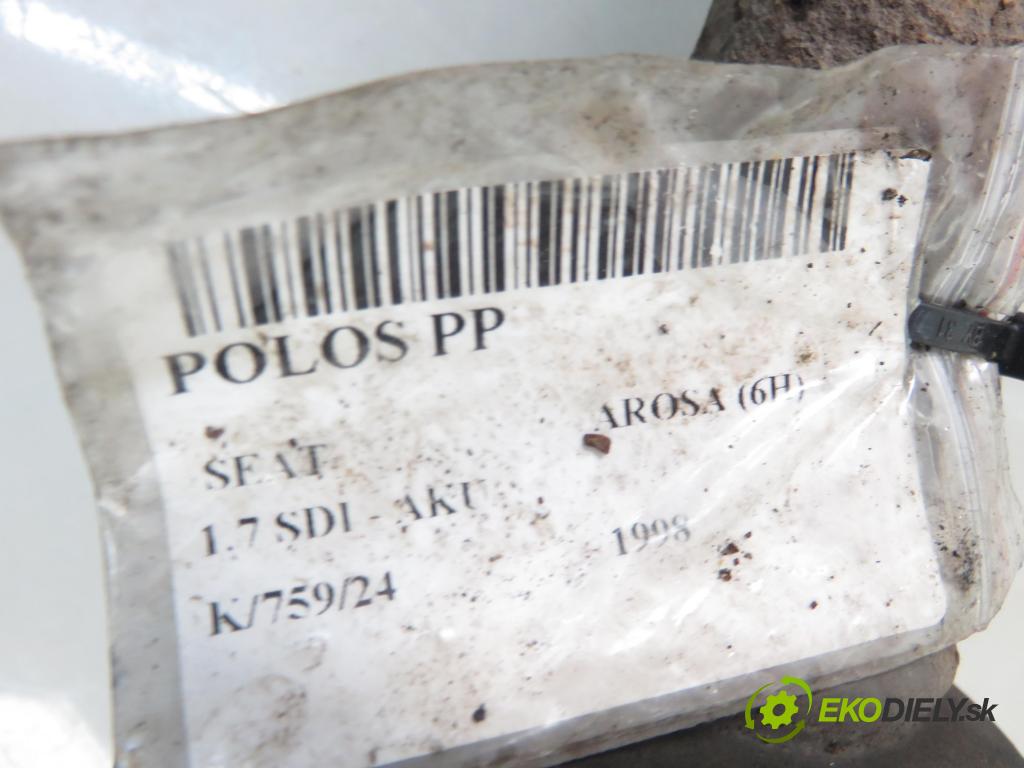 POLOS PP
SEAT AROSA (6H)
1.7 SDI - AKU
1998
K/759/24
EKODIELY.sk